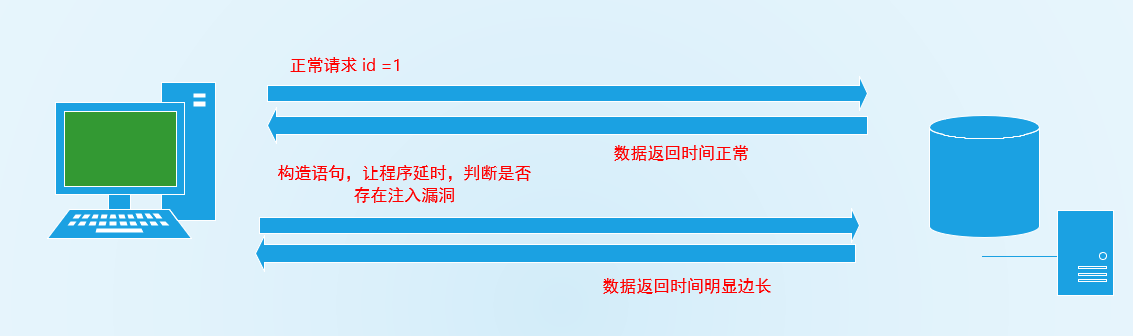 正常请求 id =1
数据返回时间正常
构造语句，让程序延时，判断是否
存在注入漏洞
数据返回时间明显边长